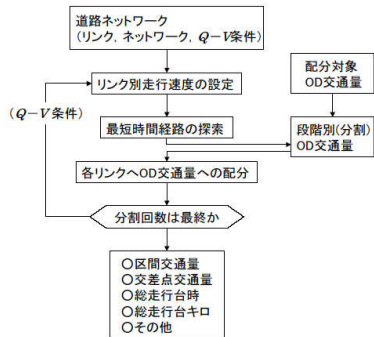 道路ネットワーク
(リンク, ネットワーク, Q−V条件)
リンク別走行速度の設定
配分対象
OD交通量
(Q−V条件)
最短時間経路の探索
段階別(分割)
OD交通量
各リンクへOD交通量への配分
分割回数は最終か
○区間交通量
○交差点交通量
○総走行台時
○総走行台キロ
○その他